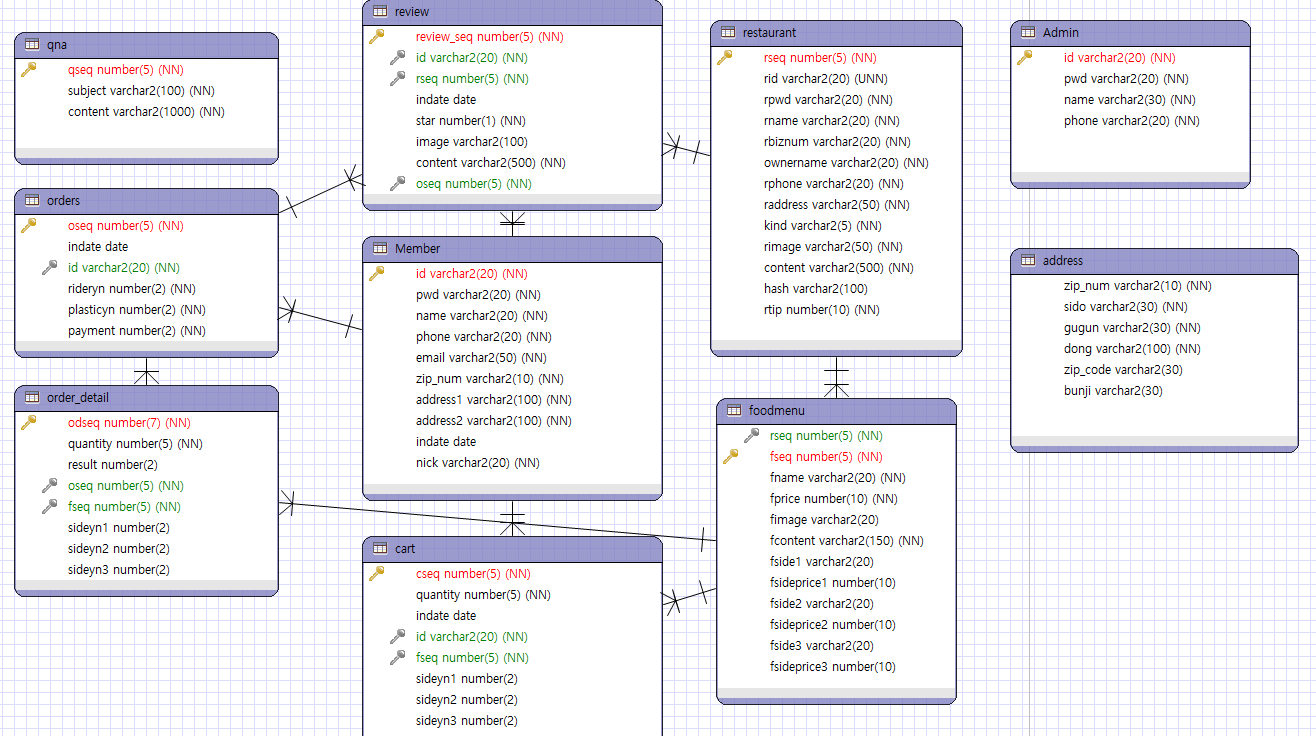 qna
qseq number(5) (NN)
subject varchar2(100) (NN)
content varchar2(1000) (NN)
orders
oseq number(5) (NN)
indate date
id varchar2(20) (NN)
rideryn number(2) (NN)
plasticyn number(2) (NN)
payment number(2) (NN)
order_detail
odseq number(7) (NN)
quantity number(5) (NN)
result number(2)
oseq number(5) (NN)
fseq number(5) (NN)
sideyn1 number(2)
sideyn2 number(2)
sideyn3 number(2)
review
review_seq number(5) (NN)
id varchar2(20) (NN)
rseq number(5) (NN)
indate date
star number(1) (NN)
image varchar2(100)
content varchar2(500) (NN)
oseq number(5) (NN)
Member
id varchar2(20) (NN)
pwd varchar2(20) (NN)
name varchar2(20) (NN)
phone varchar2(20) (NN)
email varchar2(50) (NN)
zip_num varchar2(10) (NN)
address1 varchar2(100) (NN)
address2 varchar2(100) (NN)
indate date
nick varchar2(20) (NN)
cart
cseq number(5) (NN)
quantity number(5) (NN)
indate date
id varchar2(20) (NN)
fseq number(5) (NN)
sideyn1 number(2)
sideyn2 number(2)
sideyn3 number(2)
restaurant
rseq number(5) (NN)
rid varchar2(20) (UNN)
rpwd varchar2(20) (NN)
rname varchar2(20) (NN)
rbiznum varchar2(20) (NN)
ownername varchar2(20) (NN)
rphone varchar2(20) (NN)
raddress varchar2(50) (NN)
kind varchar2(5) (NN)
rimage varchar2(50) (NN)
content varchar2(500) (NN)
hash varchar2(100)
rtip number(10) (NN)
foodmenu
rseq number(5) (NN)
fseq number(5) (NN)
fname varchar2(20) (NN)
fprice number(10) (NN)
fimage varchar2(20)
fcontent varchar2(150) (NN)
fside1 varchar2(20)
fsideprice1 number(10)
fside2 varchar2(20)
fsideprice2 number(10)
fside3 varchar2(20)
fsideprice3 number(10)
Admin
id varchar2(20) (NN)
pwd varchar2(20) (NN)
name varchar2(30) (NN)
phone varchar2(20) (NN)
address
zip_num varchar2(10) (NN)
sido varchar2(30) (NN)
gugun varchar2(30) (NN)
dong varchar2(100) (NN)
zip_code varchar2(30)
bunji varchar2(30)